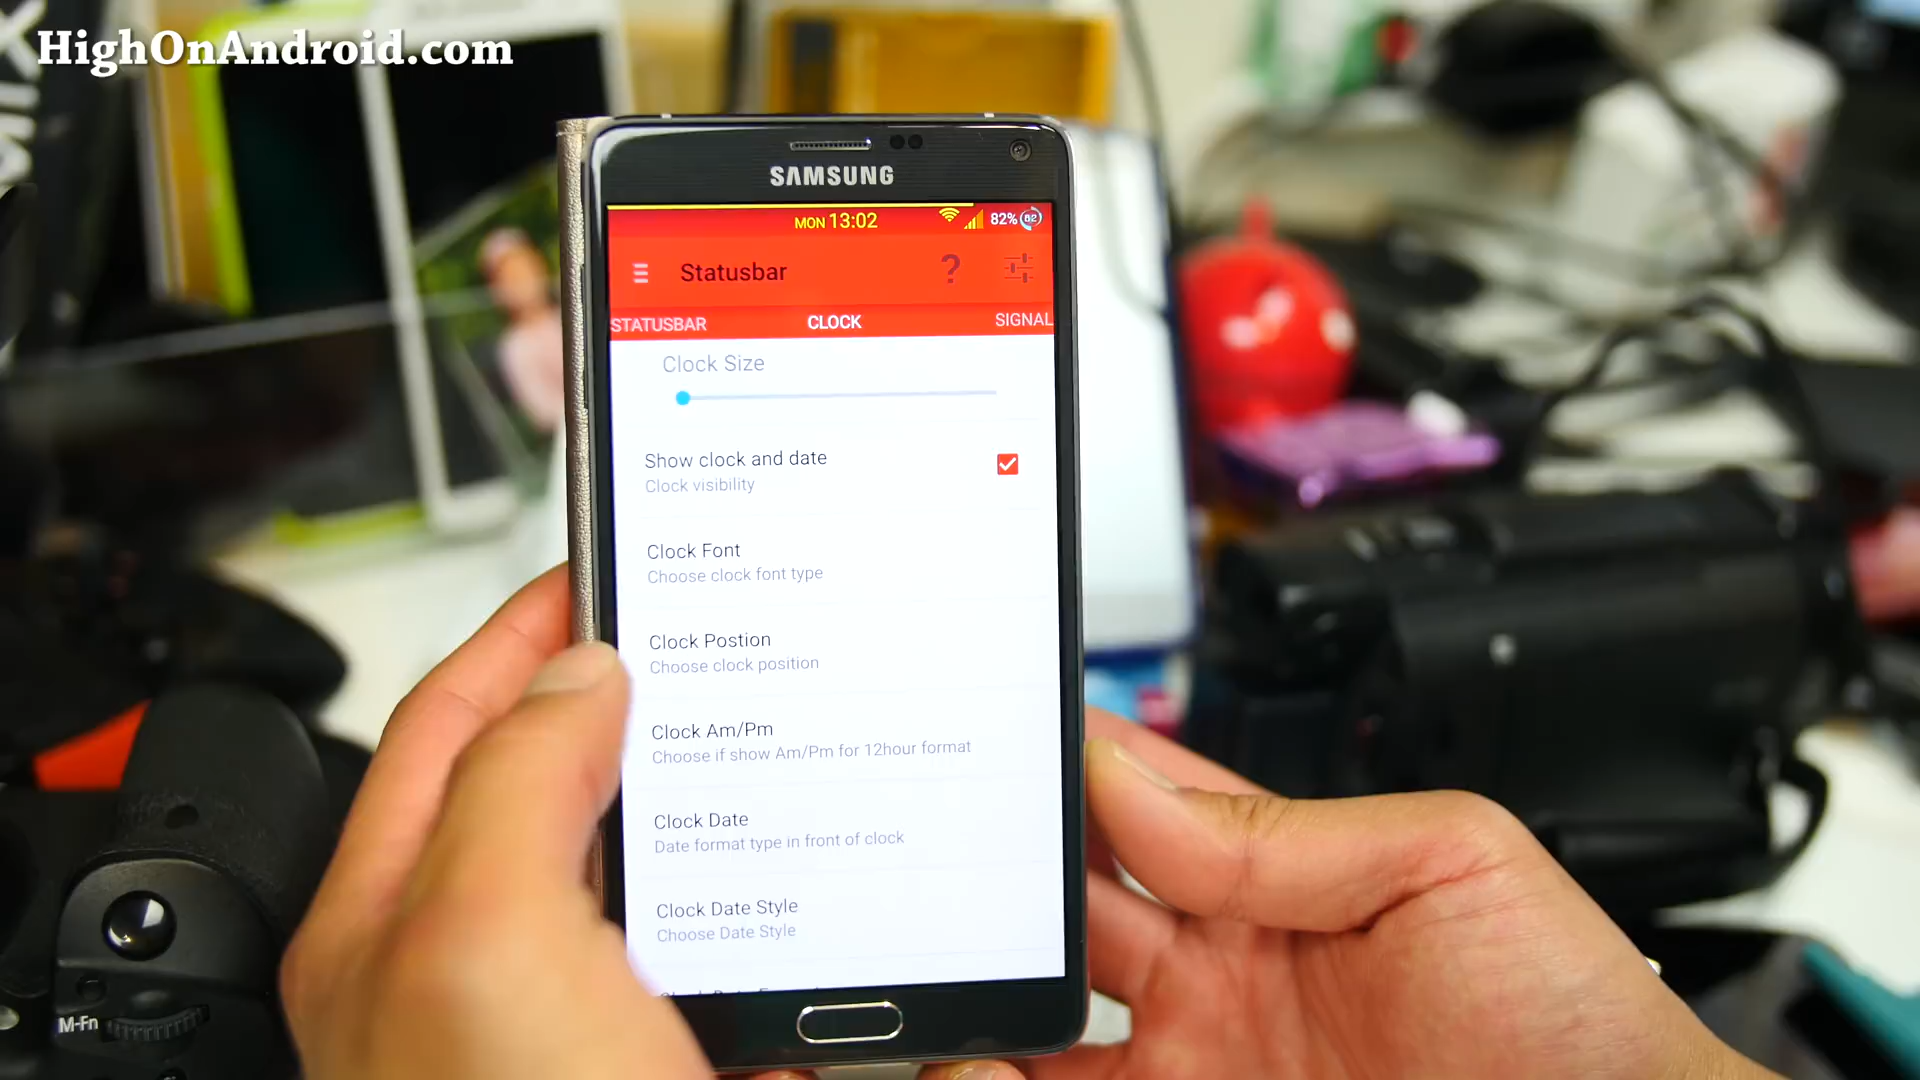 HighOnAndroid.com
SAMSUNG
MON 13:02 82% 82
Statusbar ?
STATUSBAR CLOCK SIGNAL
Clock Size
Show clock and date
Clock visibility
Clock Font
Choose clock font type
Clock Postion
Choose clock position
Clock Am/Pm
Choose if show Am/Pm for 12hour format
Clock Date
Date format type in front of clock
Clock Date Style
Choose Date Style
M-Fn